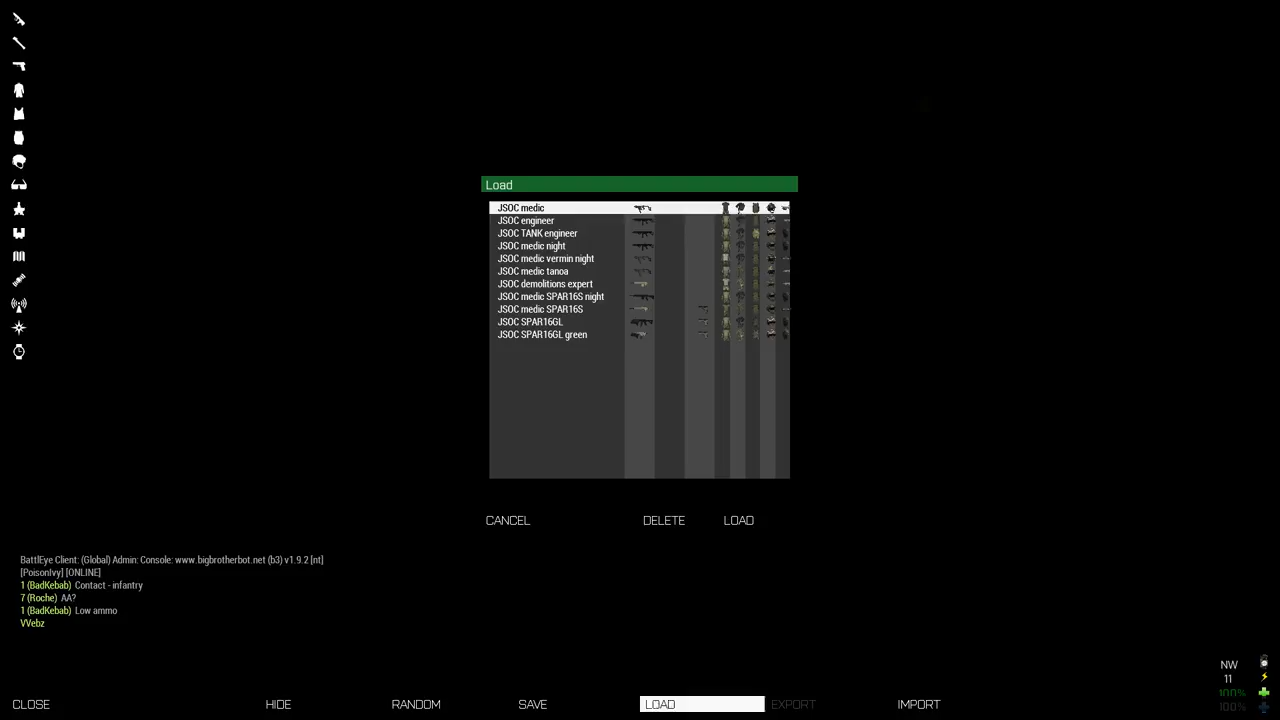 Load
JSOC medic
JSOC engineer
JSOC TANK engineer
JSOC medic night
JSOC medic vermin night
JSOC medic tanoa
JSOC demolitions expert
JSOC medic SPAR16S night
JSOC medic SPAR16S
JSOC SPAR16GL
JSOC SPAR16GL green
CANCEL DELETE LOAD
BattlEye Client: (Global) Admin: Console: www.bigbrotherbot.net (b3) v1.9.2 [nt]
[PoisonIvy] [ONLINE]
1 (BadKebab) Contact - infantry
7 (Roche) AA?
1 (BadKebab) Low ammo
VVebz
NW
11
100%
100%
CLOSE HIDE RANDOM SAVE LOAD EXPORT IMPORT